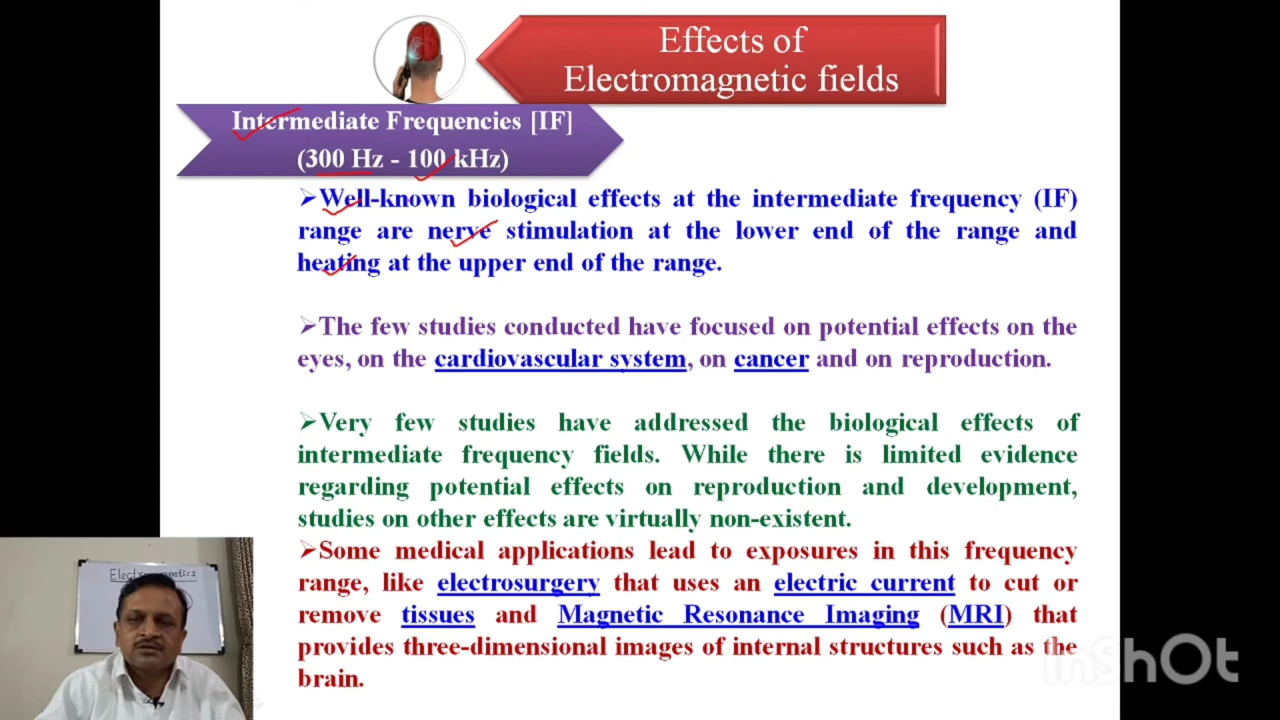 Effects of
Electromagnetic fields
Intermediate Frequencies [IF]
(300 Hz - 100 kHz)
➢Well-known biological effects at the intermediate frequency (IF)
range are nerve stimulation at the lower end of the range and
heating at the upper end of the range.
➢The few studies conducted have focused on potential effects on the
eyes, on the cardiovascular system, on cancer and on reproduction.
➢Very few studies have addressed the biological effects of
intermediate frequency fields. While there is limited evidence
regarding potential effects on reproduction and development,
studies on other effects are virtually non-existent.
➢Some medical applications lead to exposures in this frequency
range, like electrosurgery that uses an electric current to cut or
remove tissues and Magnetic Resonance Imaging (MRI) that
provides three-dimensional images of internal structures such as the
brain.
Electromagnetics
InShOt